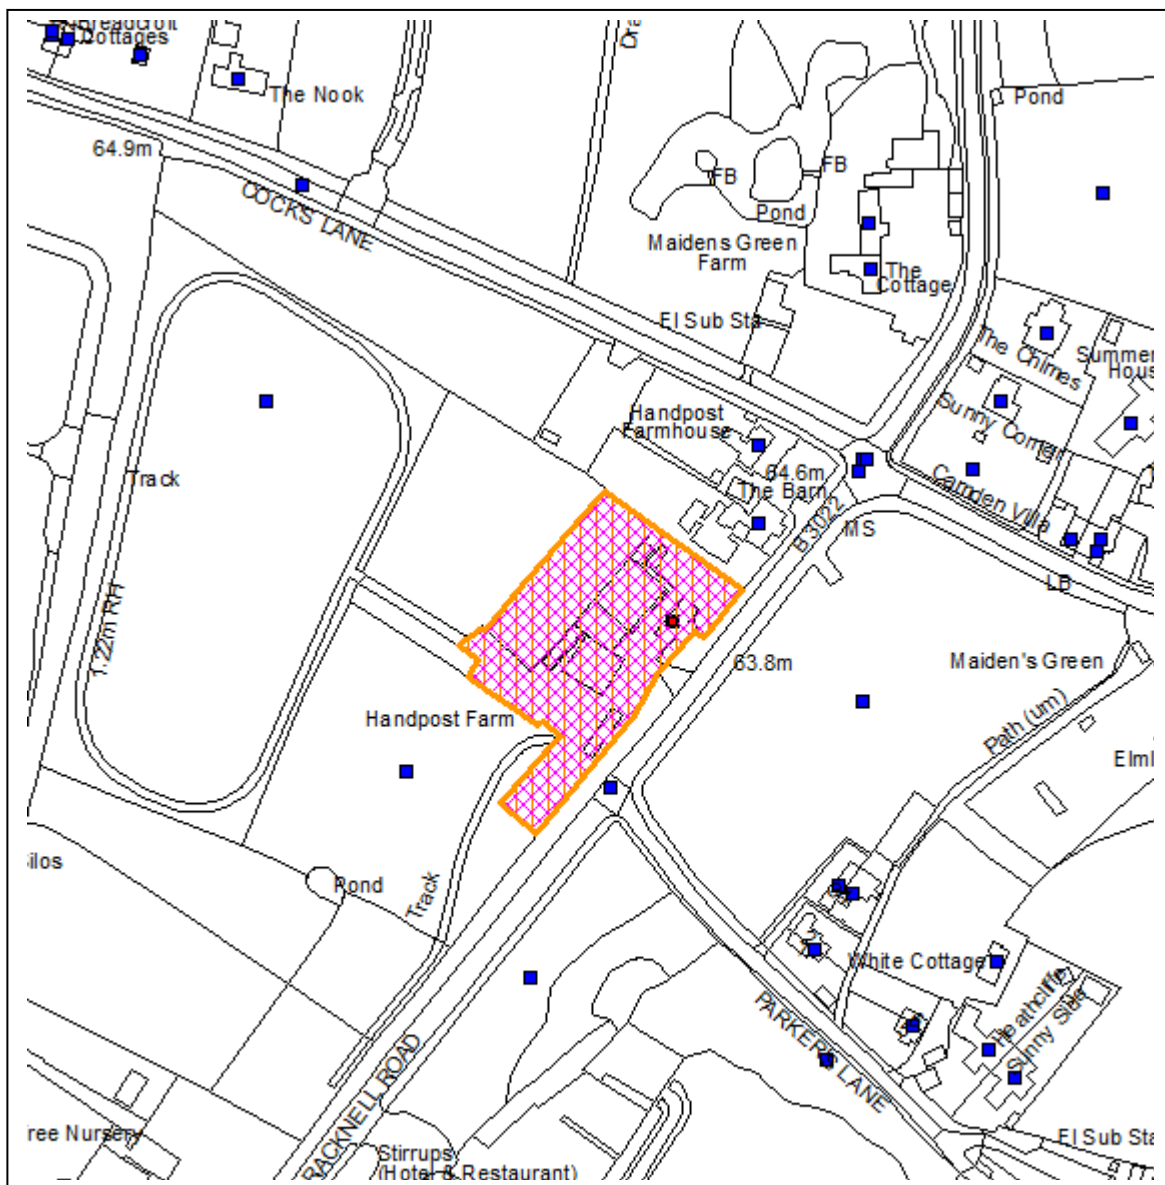 Cottages
The Nook
Pond
64.9m
COCKS LANE
FB
FB
Pond
Maidens Green
Farm
The
Cottage
El Sub Sta
The Chimes
Summer
Sunny Corner
Handpost
Farmhouse
Track
64.6m
The Barn
Camden Villa
B3022
MS
LB
1.22m RH
63.8m
Maiden's Green
Handpost Farm
Path (um)
Pond
Track
White Cottage
Heathcliffe
Sunny Side
PARKERS LANE
RACKNELL ROAD
ree Nursery
El Sub Sta
Stirrups
(Hotel & Restaurant)